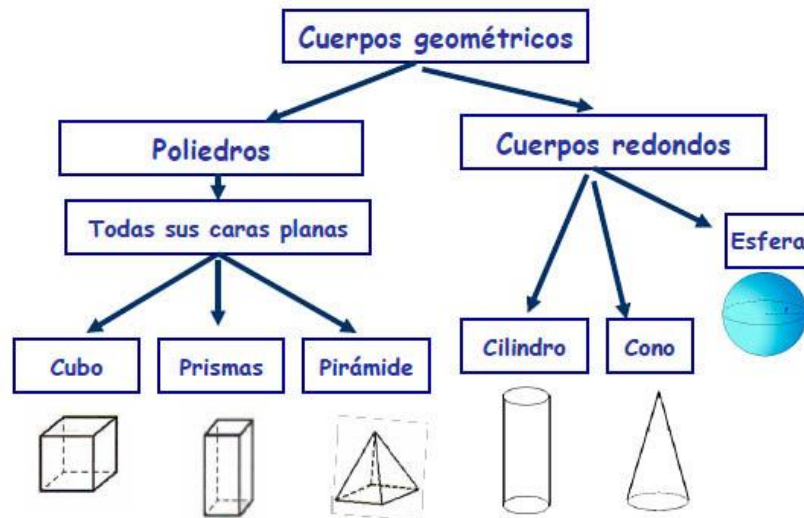 Cuerpos geométricos
Poliedros
Cuerpos redondos
Todas sus caras planas
Esfera
Cubo
Prismas
Pirámide
Cilindro
Cono
r